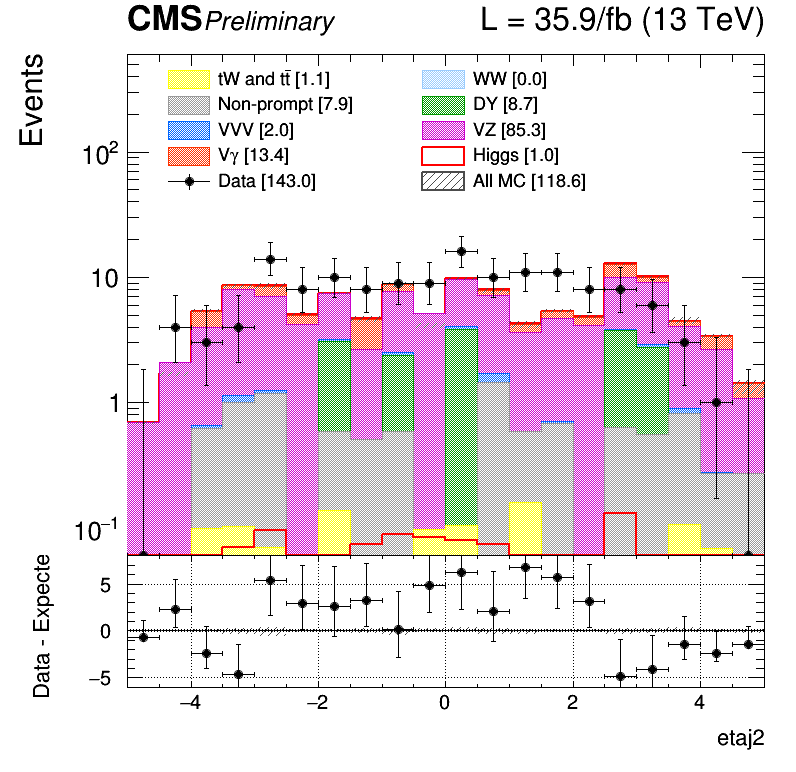 CMS Preliminary L = 35.9/fb (13 TeV)
Events
tW and tt̄ [1.1] WW [0.0]
Non-prompt [7.9] DY [8.7]
VVV [2.0] VZ [85.3]
Vγ [13.4] Higgs [1.0]
Data [143.0] All MC [118.6]
10²
10
1
10⁻¹
Data - Expecte
5
0
−5
−4 −2 0 2 4
etaj2